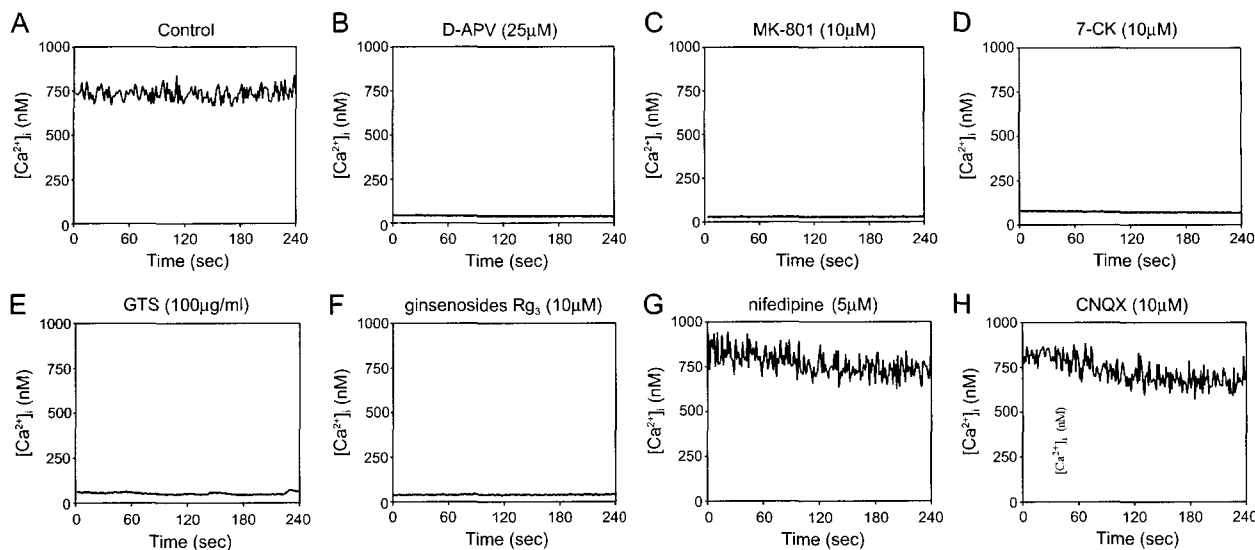 A
Control
1000
750
500
250
0
[Ca²⁺]ᵢ (nM)
0 60 120 180 240
Time (sec)
B
D-APV (25μM)
1000
750
500
250
0
[Ca²⁺]ᵢ (nM)
0 60 120 180 240
Time (sec)
C
MK-801 (10μM)
1000
750
500
250
0
[Ca²⁺]ᵢ (nM)
0 60 120 180 240
Time (sec)
D
7-CK (10μM)
1000
750
500
250
0
[Ca²⁺]ᵢ (nM)
0 60 120 180 240
Time (sec)
E
GTS (100μg/ml)
1000
750
500
250
0
[Ca²⁺]ᵢ (nM)
0 60 120 180 240
Time (sec)
F
ginsenosides Rg₃ (10μM)
1000
750
500
250
0
[Ca²⁺]ᵢ (nM)
0 60 120 180 240
Time (sec)
G
nifedipine (5μM)
1000
750
500
250
0
[Ca²⁺]ᵢ (nM)
0 60 120 180 240
Time (sec)
H
CNQX (10μM)
1000
750
500
250
0
[Ca²⁺]ᵢ (nM)
[Ca²⁺]ᵢ (nM)
0 60 120 180 240
Time (sec)